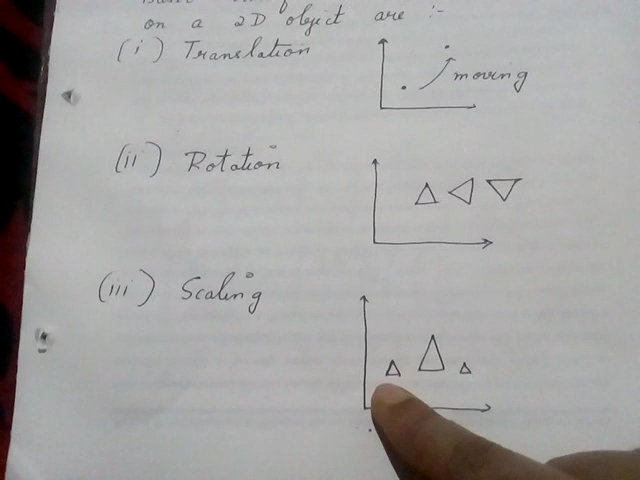 on a 2D object are :-
(i) Translation
moving
(ii) Rotation
(iii) Scaling